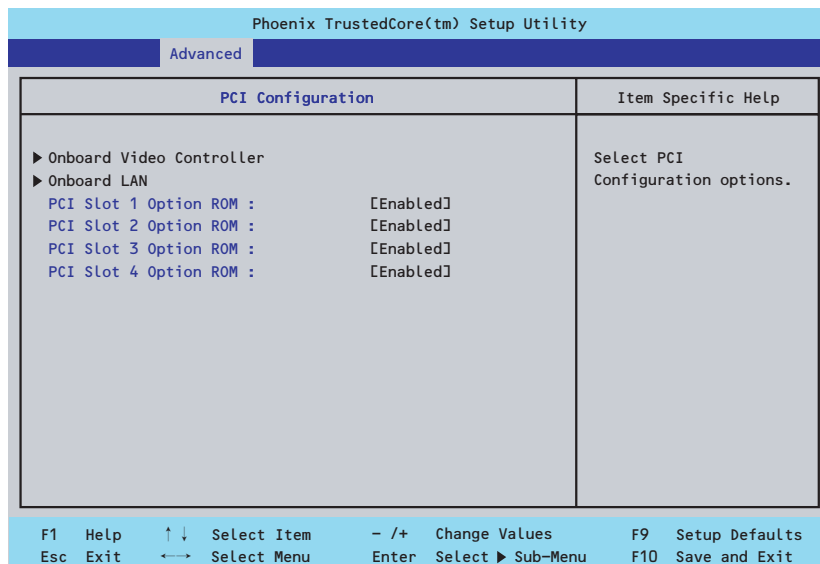 Phoenix TrustedCore(tm) Setup Utility
Advanced
PCI Configuration
Item Specific Help
▶ Onboard Video Controller
▶ Onboard LAN
PCI Slot 1 Option ROM : [Enabled]
PCI Slot 2 Option ROM : [Enabled]
PCI Slot 3 Option ROM : [Enabled]
PCI Slot 4 Option ROM : [Enabled]
Select PCI
Configuration options.
F1 Help ↑↓ Select Item - /+ Change Values F9 Setup Defaults
Esc Exit ←→ Select Menu Enter Select ▶ Sub-Menu F10 Save and Exit